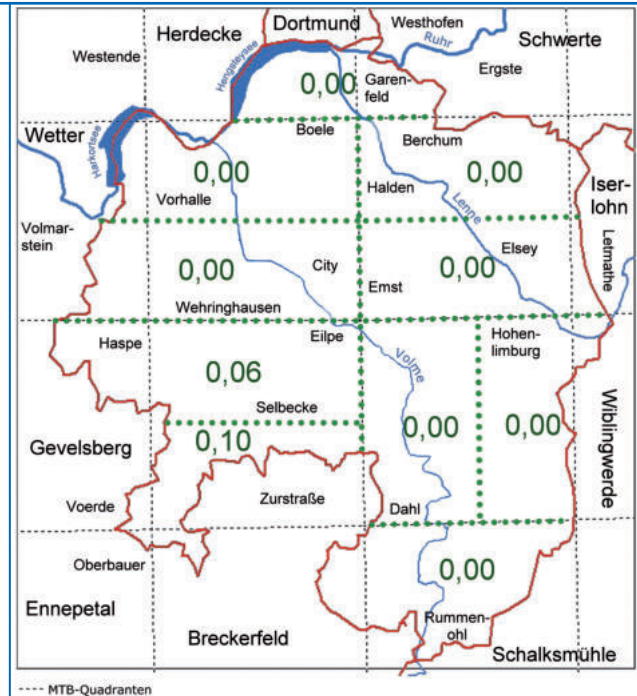 Dortmund
Herdecke
Westhofen
Schwerte
Westende
Ruhr
Hengsteysee
Ergste
0,00
Garen-
feld
Wetter
Harkortsee
Boele
Berchum
0,00
0,00
Iser-
lohn
Vorhalle
Halden
Lenne
Volmar-
stein
Elsey
Letmathe
0,00
City
0,00
Emst
Wehringhausen
Haspe
Eilpe
Hohen-
limburg
Volme
0,06
Selbecke
Wiblingwerde
0,00
0,00
Gevelsberg
0,10
Voerde
Zurstraße
Dahl
Oberbauer
0,00
Ennepetal
Rummen-
ohl
Breckerfeld
Schalksmühle
---- MTB-Quadranten